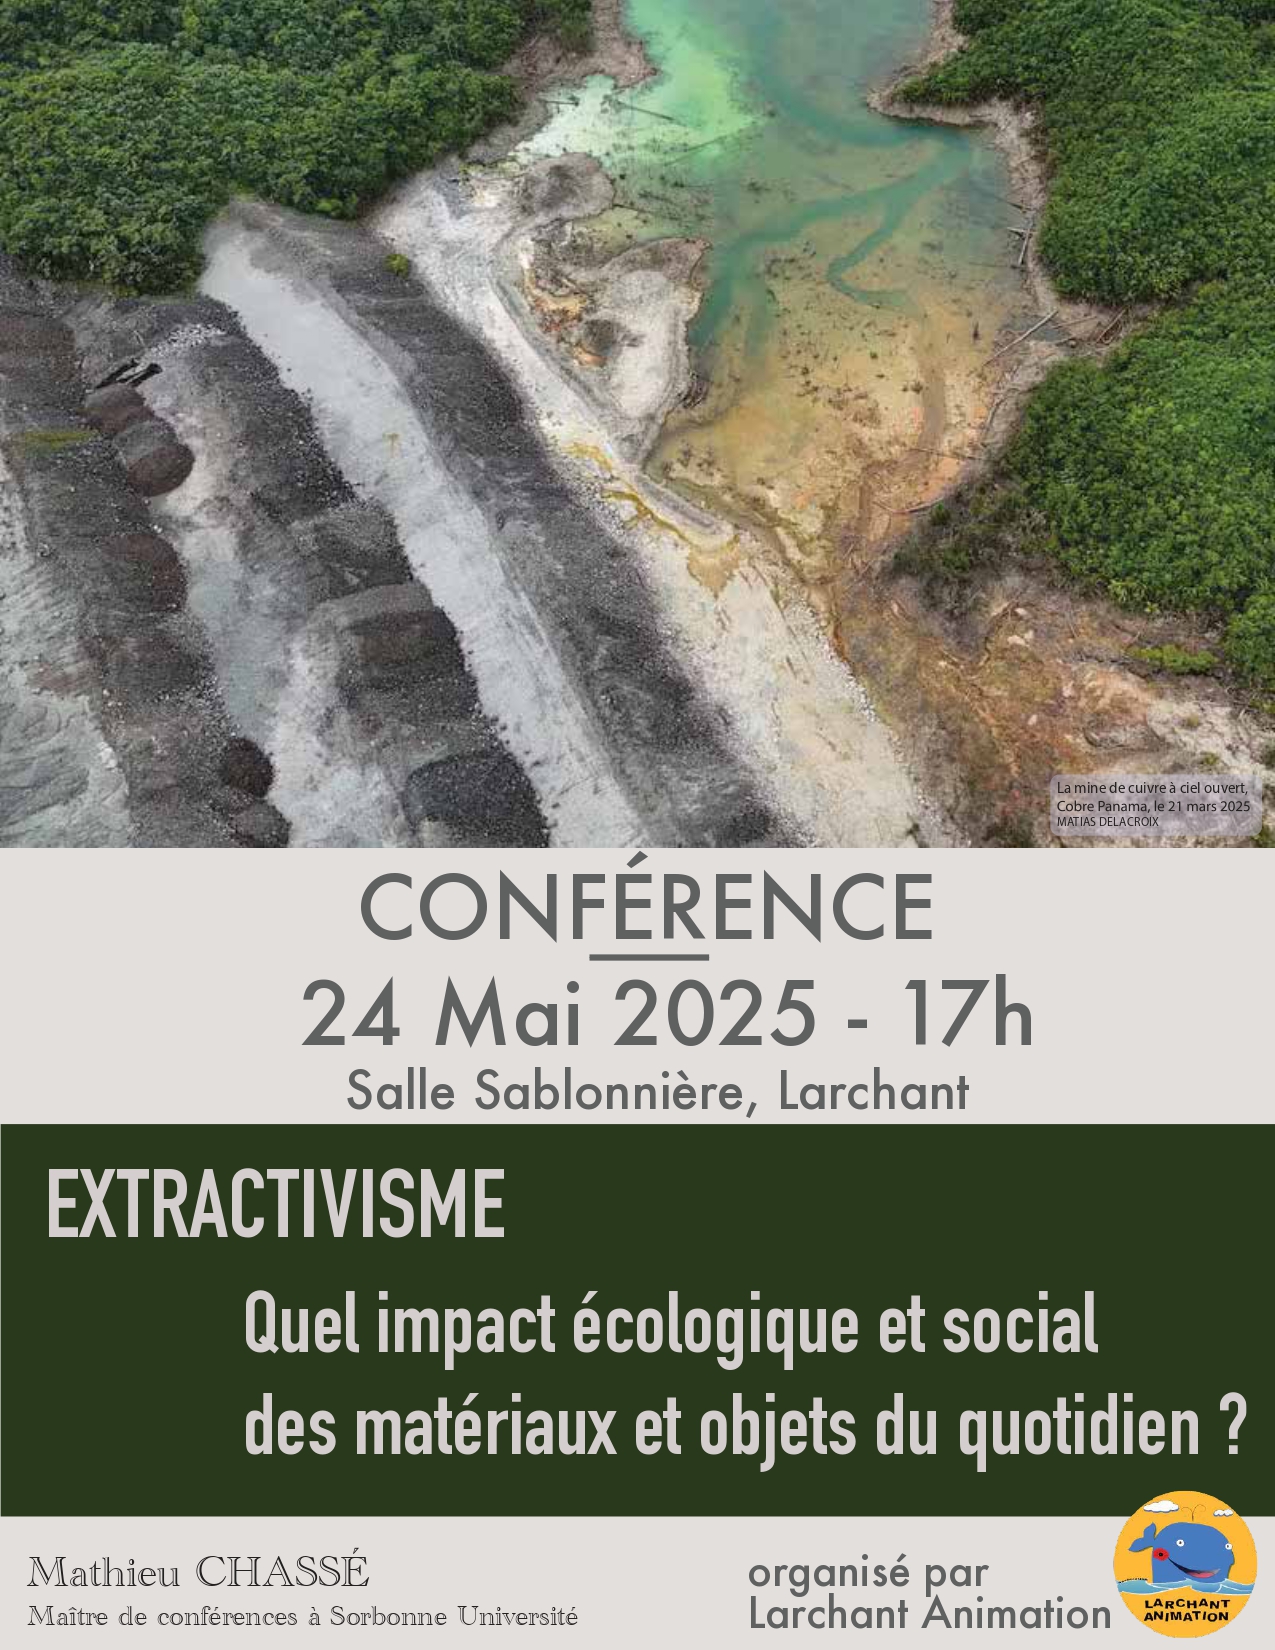 La mine de cuivre à ciel ouvert,
Cobre Panama, le 21 mars 2025
MATIAS DELACROIX
CONFÉRENCE
24 Mai 2025 - 17h
Salle Sablonnière, Larchant
EXTRACTIVISME
Quel impact écologique et social
des matériaux et objets du quotidien ?
Mathieu CHASSÉ
Maître de conférences à Sorbonne Université
organisé par
Larchant Animation
LARCHANT
ANIMATION